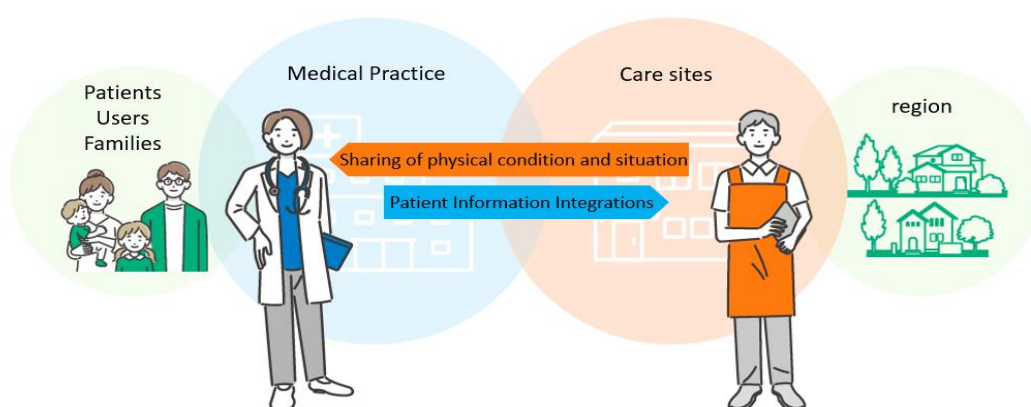 Patients
Users
Families
Medical Practice
Care sites
region
Sharing of physical condition and situation
Patient Information Integrations